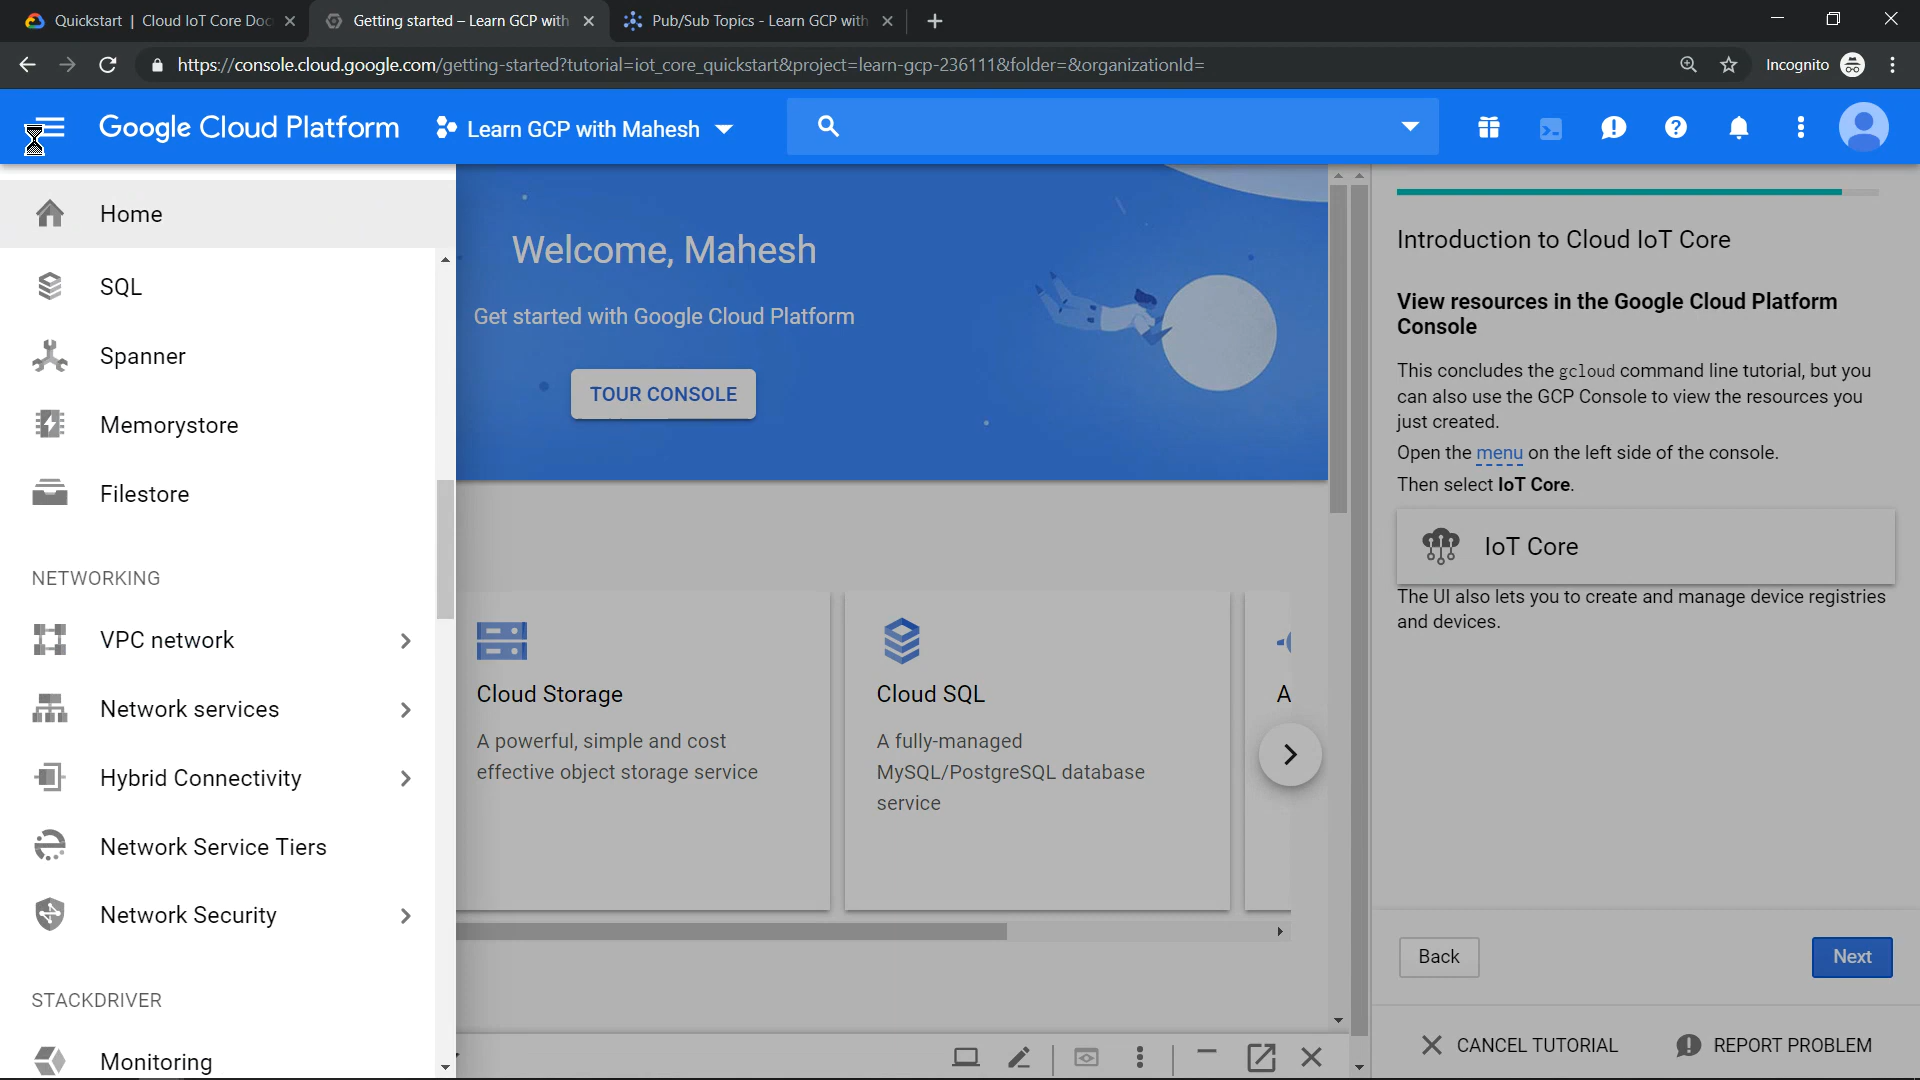 Quickstart | Cloud IoT Core Doc
Getting started – Learn GCP with
Pub/Sub Topics - Learn GCP with
https://console.cloud.google.com/getting-started?tutorial=iot_core_quickstart&project=learn-gcp-236111&folder=&organizationId=
Incognito
Google Cloud Platform
Learn GCP with Mahesh
Home
SQL
Spanner
Memorystore
Filestore
NETWORKING
VPC network
Network services
Hybrid Connectivity
Network Service Tiers
Network Security
STACKDRIVER
Monitoring
Welcome, Mahesh
Get started with Google Cloud Platform
TOUR CONSOLE
Cloud Storage
A powerful, simple and cost
effective object storage service
Cloud SQL
A fully-managed
MySQL/PostgreSQL database
service
A
Introduction to Cloud IoT Core
View resources in the Google Cloud Platform
Console
This concludes the gcloud command line tutorial, but you
can also use the GCP Console to view the resources you
just created.
Open the menu on the left side of the console.
Then select IoT Core.
IoT Core
The UI also lets you to create and manage device registries
and devices.
Back
Next
CANCEL TUTORIAL
REPORT PROBLEM